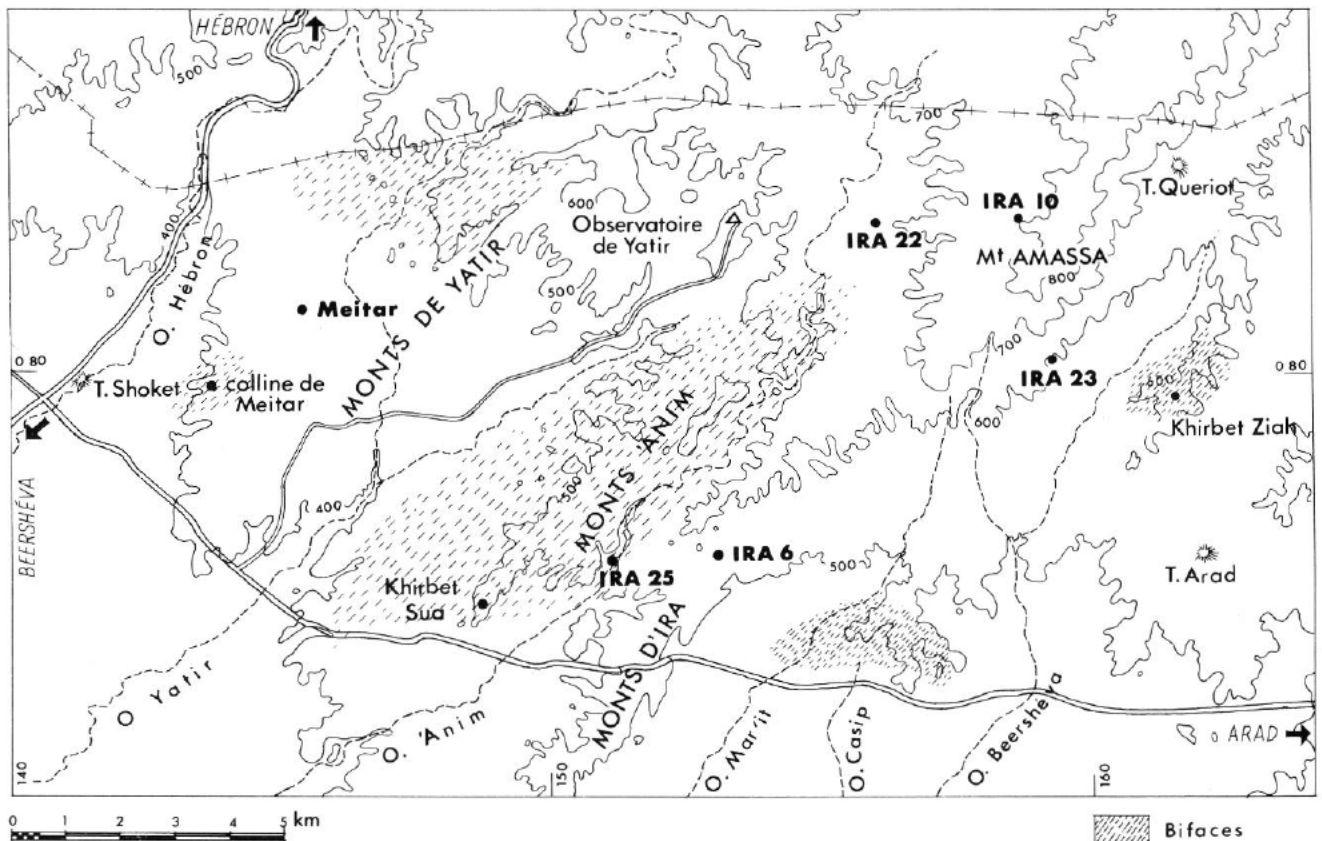 HÉBRON
500
700
T. Queriot
400
600
Observatoire
de Yatir
IRA 10
IRA 22
Mt AMASSA
O. Hébron
MONTS DE YATIR
500
800
Meitar
O 80
T. Shoket
colline de
Meitar
700
IRA 23
O 80
600
Khirbet Ziah
MONTS ANIM
600
BEERSHÉVA
400
500
IRA 6
500
T. Arad
IRA 25
Khirbet
Sua
MONTS D'IRA
O. Yatir
O. 'Anim
O. Mar'it
O. Casip
O. Beersheva
ARAD
140
150
160
0 1 2 3 4 5 km
Bifaces